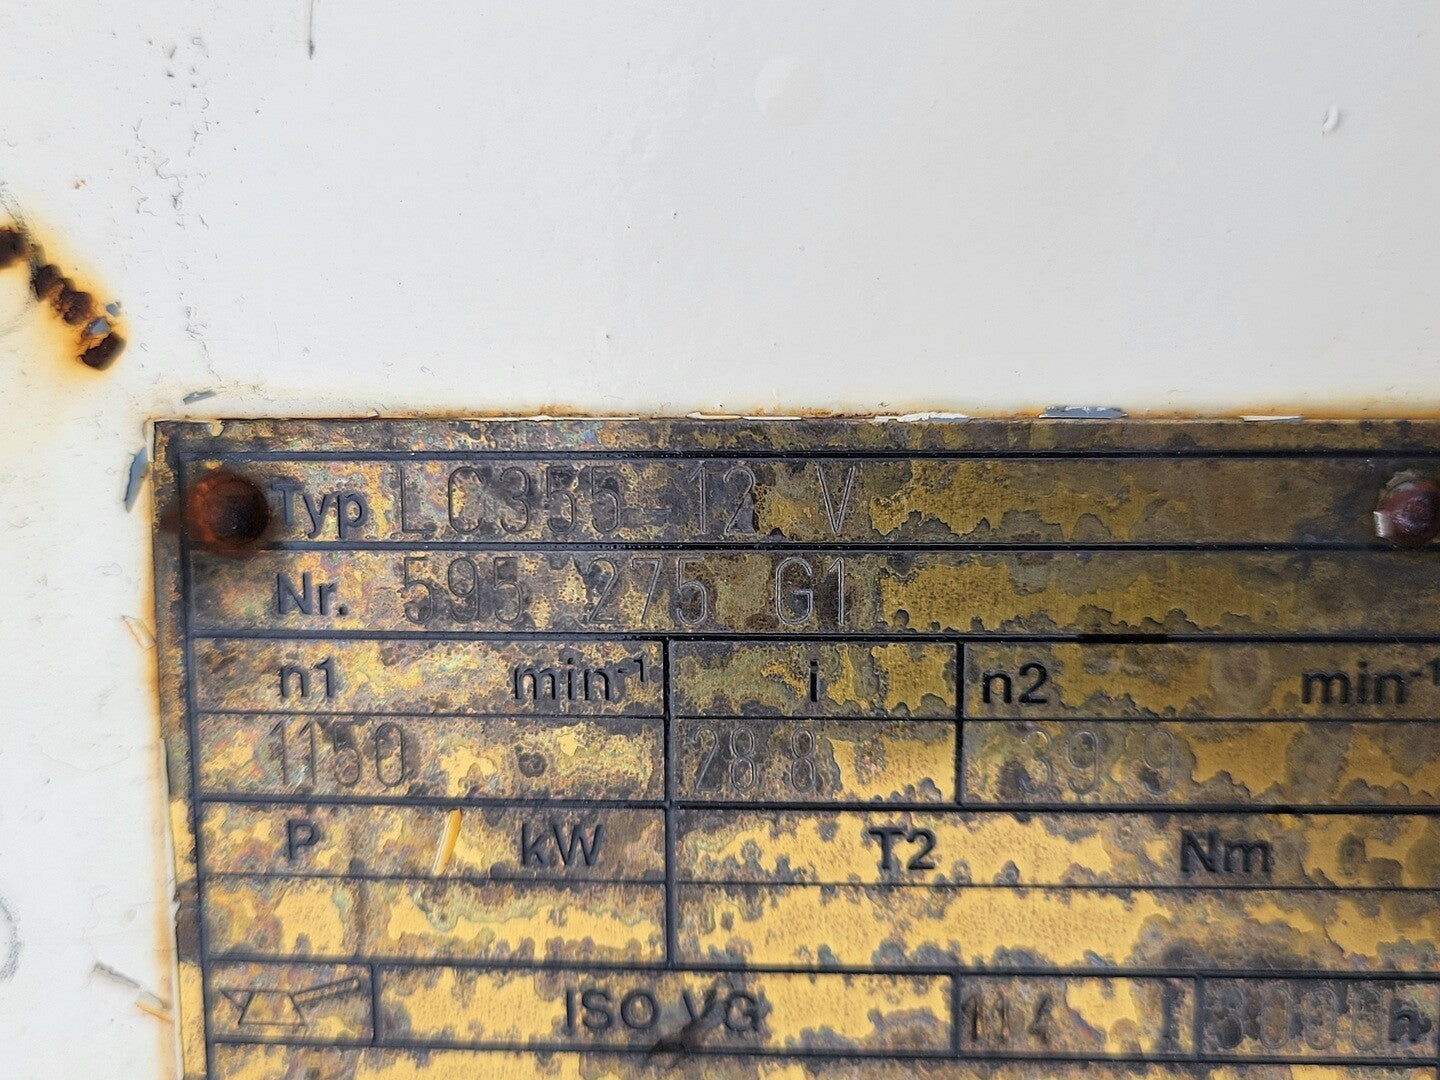 Typ LC355-12 V
Nr. 595 275 G1
n1 min-1 i n2 min-1
1150 28 8 39 9
P kW T2 Nm
ISO VG 114 l h